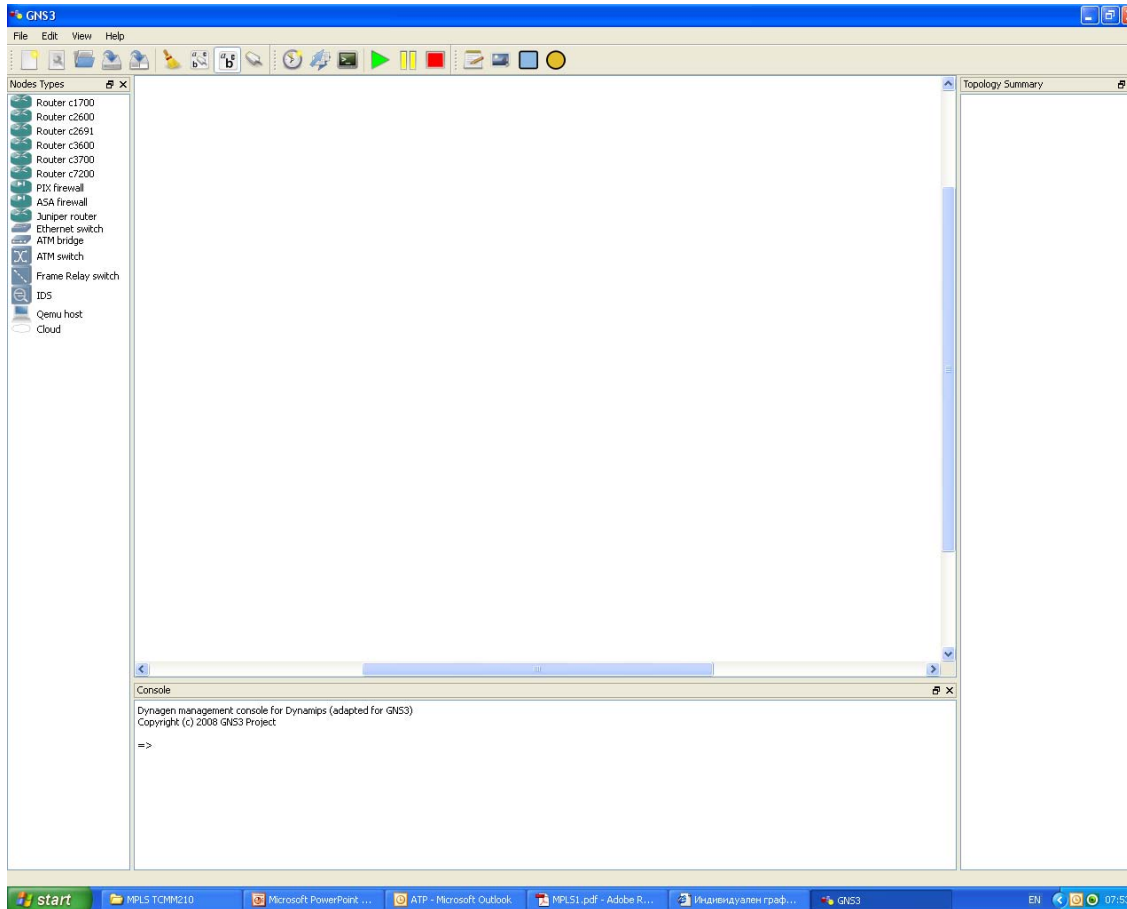 GNS3
File Edit View Help
Nodes Types
Router c1700
Router c2600
Router c2691
Router c3600
Router c3700
Router c7200
PIX firewall
ASA firewall
Juniper router
Ethernet switch
ATM bridge
ATM switch
Frame Relay switch
IDS
Qemu host
Cloud
Topology Summary
Console
Dynagen management console for Dynamips (adapted for GNS3)
Copyright (c) 2008 GNS3 Project
=>
start MPLS TCMM210 Microsoft PowerPoint ... ATP - Microsoft Outlook MPLS1.pdf - Adobe R... Индивидуален граф... GNS3 EN